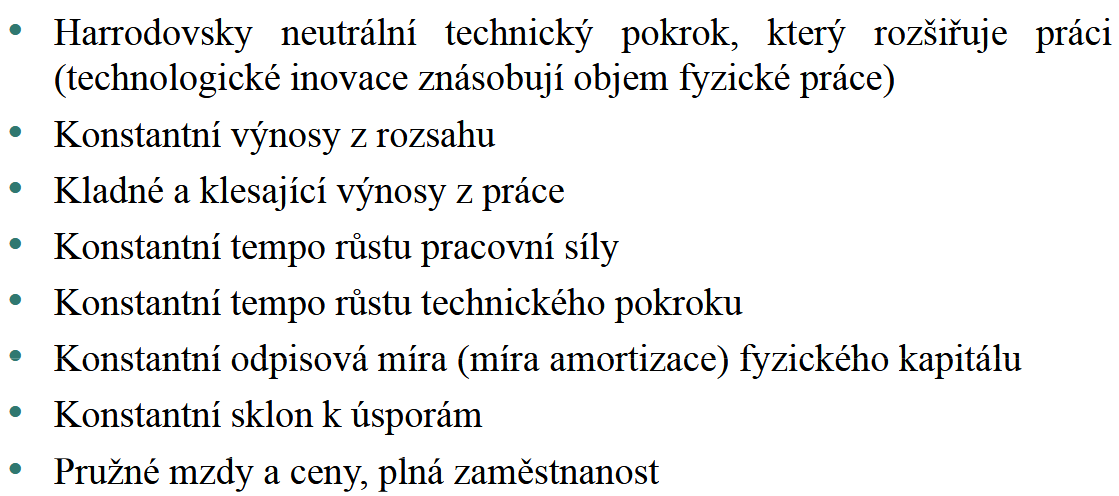 • Harrodovsky neutrální technický pokrok, který rozšiřuje práci
(technologické inovace znásobují objem fyzické práce)
• Konstantní výnosy z rozsahu
• Kladné a klesající výnosy z práce
• Konstantní tempo růstu pracovní síly
• Konstantní tempo růstu technického pokroku
• Konstantní odpisová míra (míra amortizace) fyzického kapitálu
• Konstantní sklon k úsporám
• Pružné mzdy a ceny, plná zaměstnanost